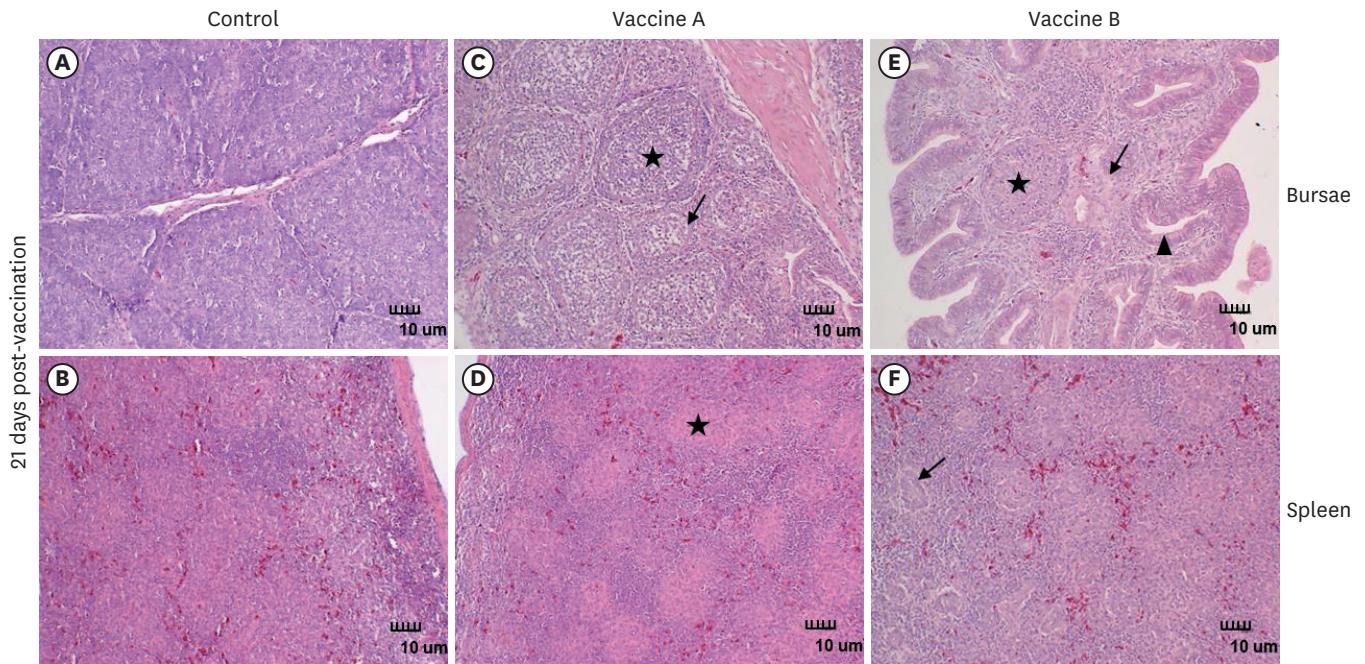 Control
Vaccine A
Vaccine B
A
C
E
10 um
10 um
10 um
Bursae
21 days post-vaccination
B
D
F
10 um
10 um
10 um
Spleen